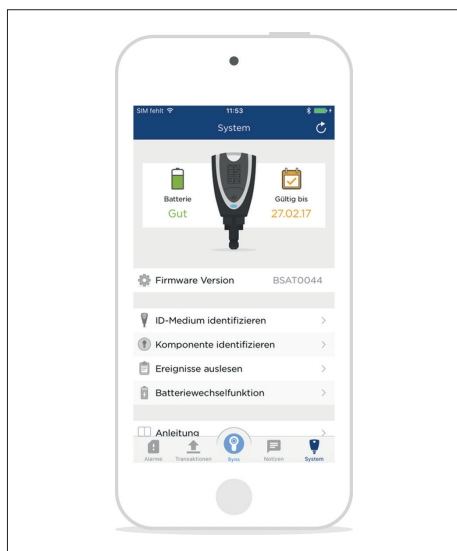 SIM fehlt 11:53
System
Batterie
Gut
Gültig bis
27.02.17
Firmware Version BSAT0044
ID-Medium identifizieren
Komponente identifizieren
Ereignisse auslesen
Batteriewechselfunktion
Anleitung
Alarme Transaktionen Sync Notizen System